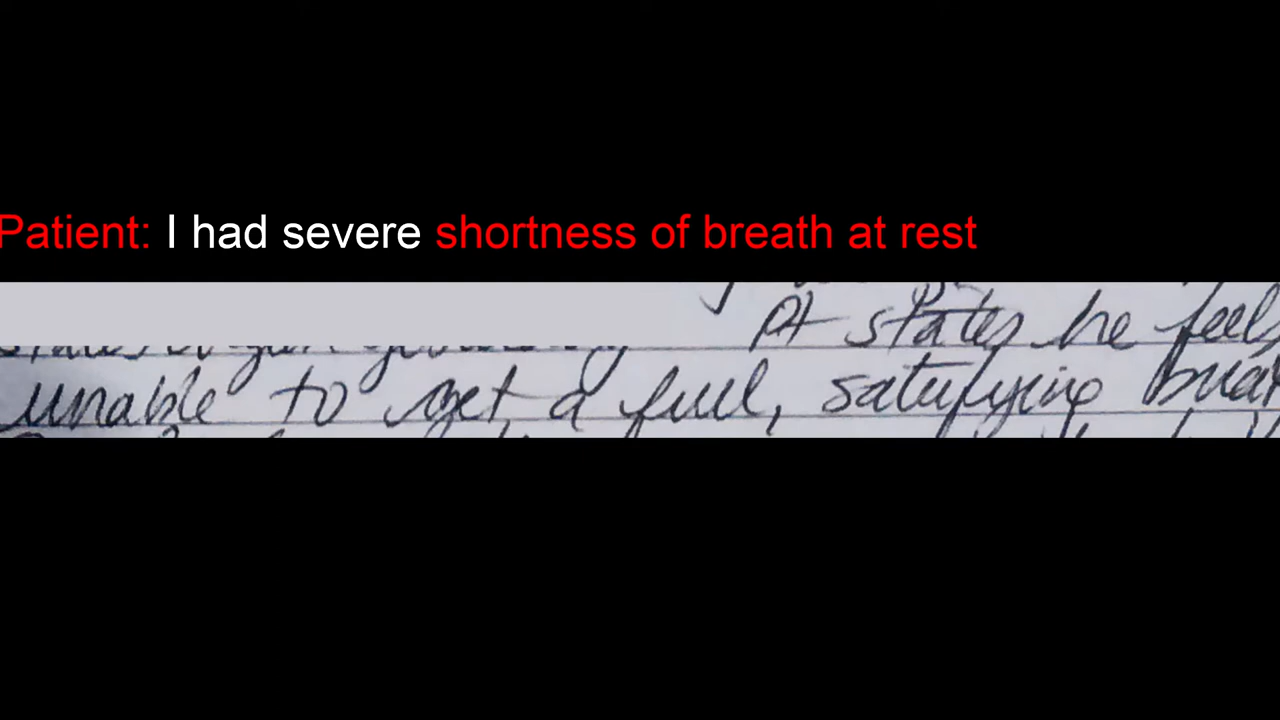 Patient: I had severe shortness of breath at rest
Pt states he feels
unable to get a full, satisfying